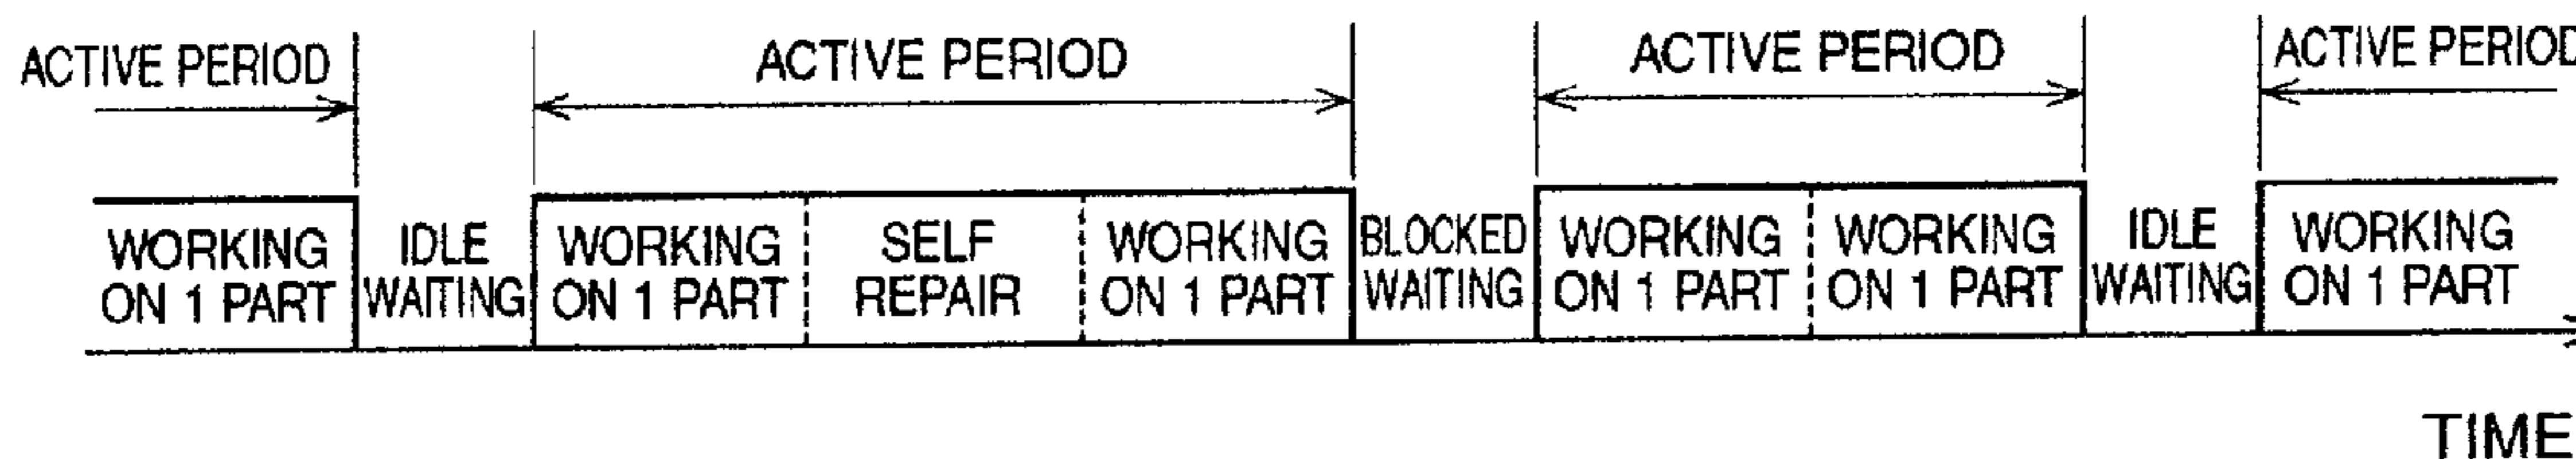 ACTIVE PERIOD ACTIVE PERIOD ACTIVE PERIOD ACTIVE PERIOD
WORKING IDLE WORKING SELF WORKING BLOCKED WORKING WORKING IDLE WORKING
ON 1 PART WAITING ON 1 PART REPAIR ON 1 PART WAITING ON 1 PART ON 1 PART WAITING ON 1 PART
TIME